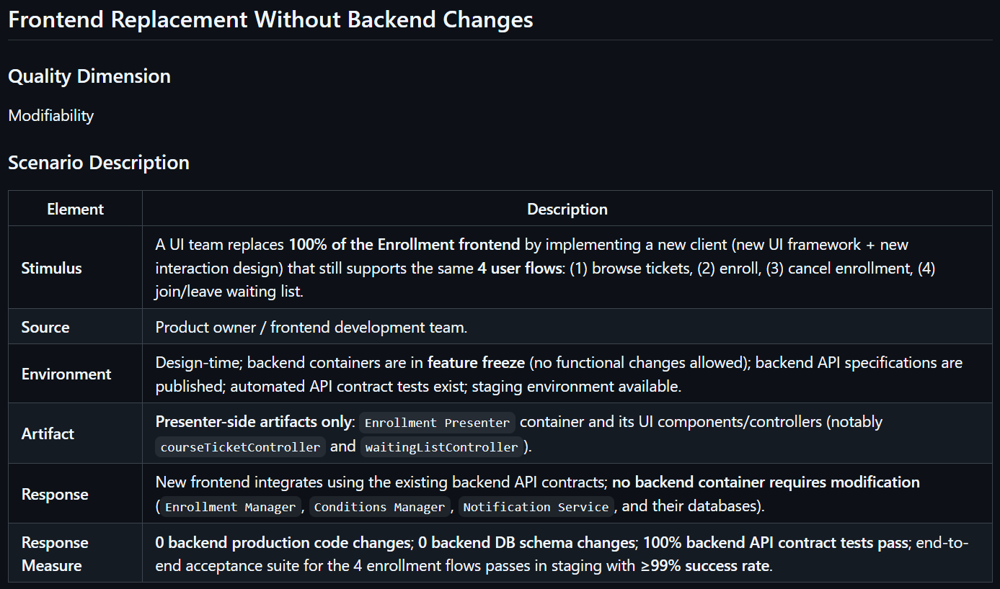 Frontend Replacement Without Backend Changes
Quality Dimension
Modifiability
Scenario Description
Element
Description
Stimulus
A UI team replaces 100% of the Enrollment frontend by implementing a new client (new UI framework + new
interaction design) that still supports the same 4 user flows: (1) browse tickets, (2) enroll, (3) cancel enrollment, (4)
join/leave waiting list.
Source
Product owner / frontend development team.
Environment
Design-time; backend containers are in feature freeze (no functional changes allowed); backend API specifications are
published; automated API contract tests exist; staging environment available.
Artifact
Presenter-side artifacts only: Enrollment Presenter container and its UI components/controllers (notably
courseTicketController and waitingListController).
Response
New frontend integrates using the existing backend API contracts; no backend container requires modification
(Enrollment Manager, Conditions Manager, Notification Service, and their databases).
Response
Measure
0 backend production code changes; 0 backend DB schema changes; 100% backend API contract tests pass; end-to-
end acceptance suite for the 4 enrollment flows passes in staging with ≥99% success rate.